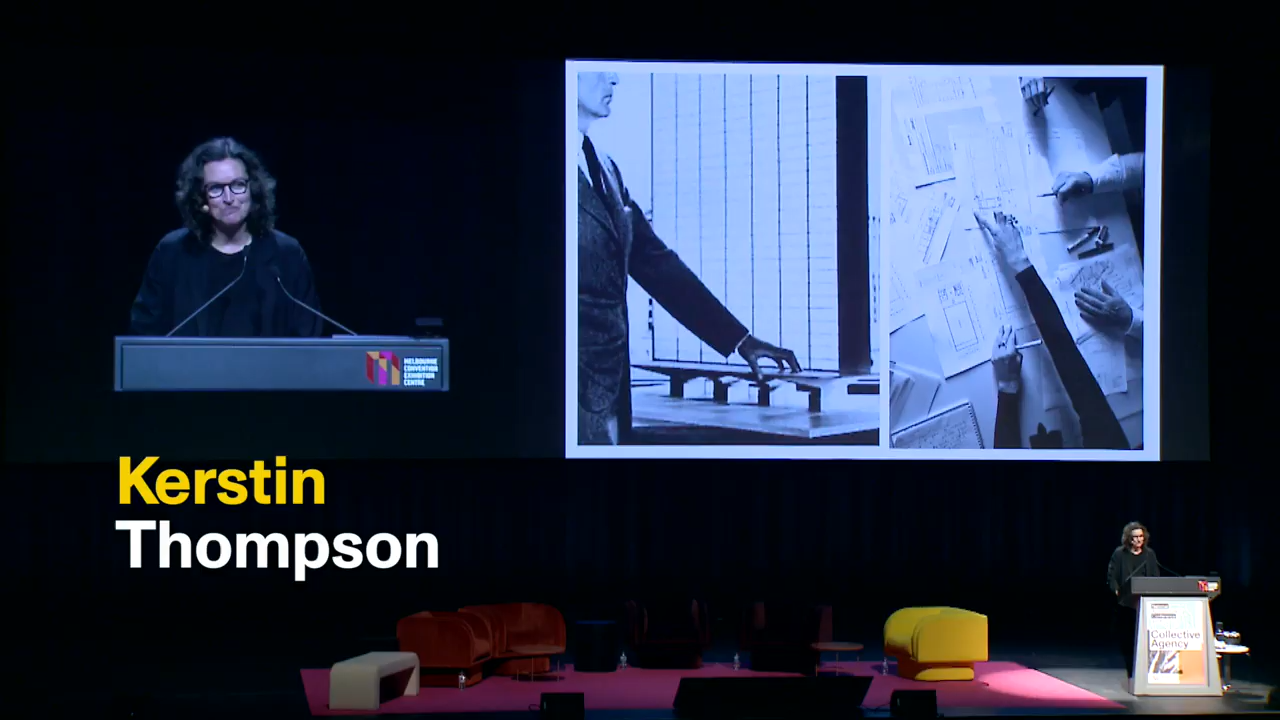 MELBOURNE
CONVENTION
EXHIBITION
CENTRE
Kerstin
Thompson
Collective
Agency